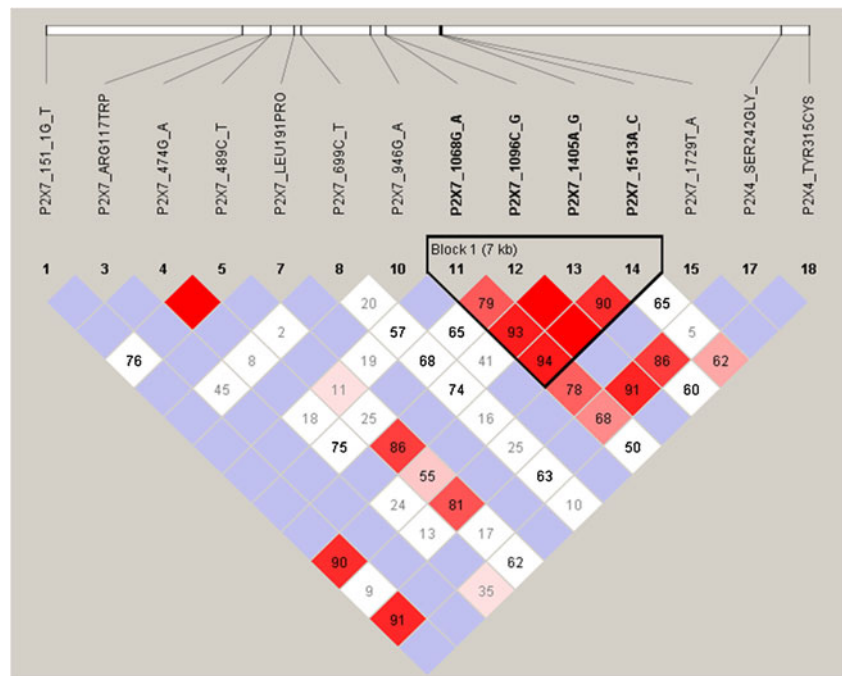 P2X7_151_1G_T
P2X7_ARG117TRP
P2X7_474G_A
P2X7_489C_T
P2X7_LEU191PRO
P2X7_699C_T
P2X7_946G_A
P2X7_1068G_A
P2X7_1096C_G
P2X7_1405A_G
P2X7_1513A_C
P2X7_1729T_A
P2X4_SER242GLY_
P2X4_TYR315CYS
Block 1 (7 kb)
1 3 4 5 7 8 10 11 12 13 14 15 17 18
20 79 90 65
2 57 65 93 5
76 8 19 68 41 94 86 62
45 11 74 78 91 60
18 25 16 68
75 86 25 50
55 63
24 81 10
13 17
90 62
9 35
91